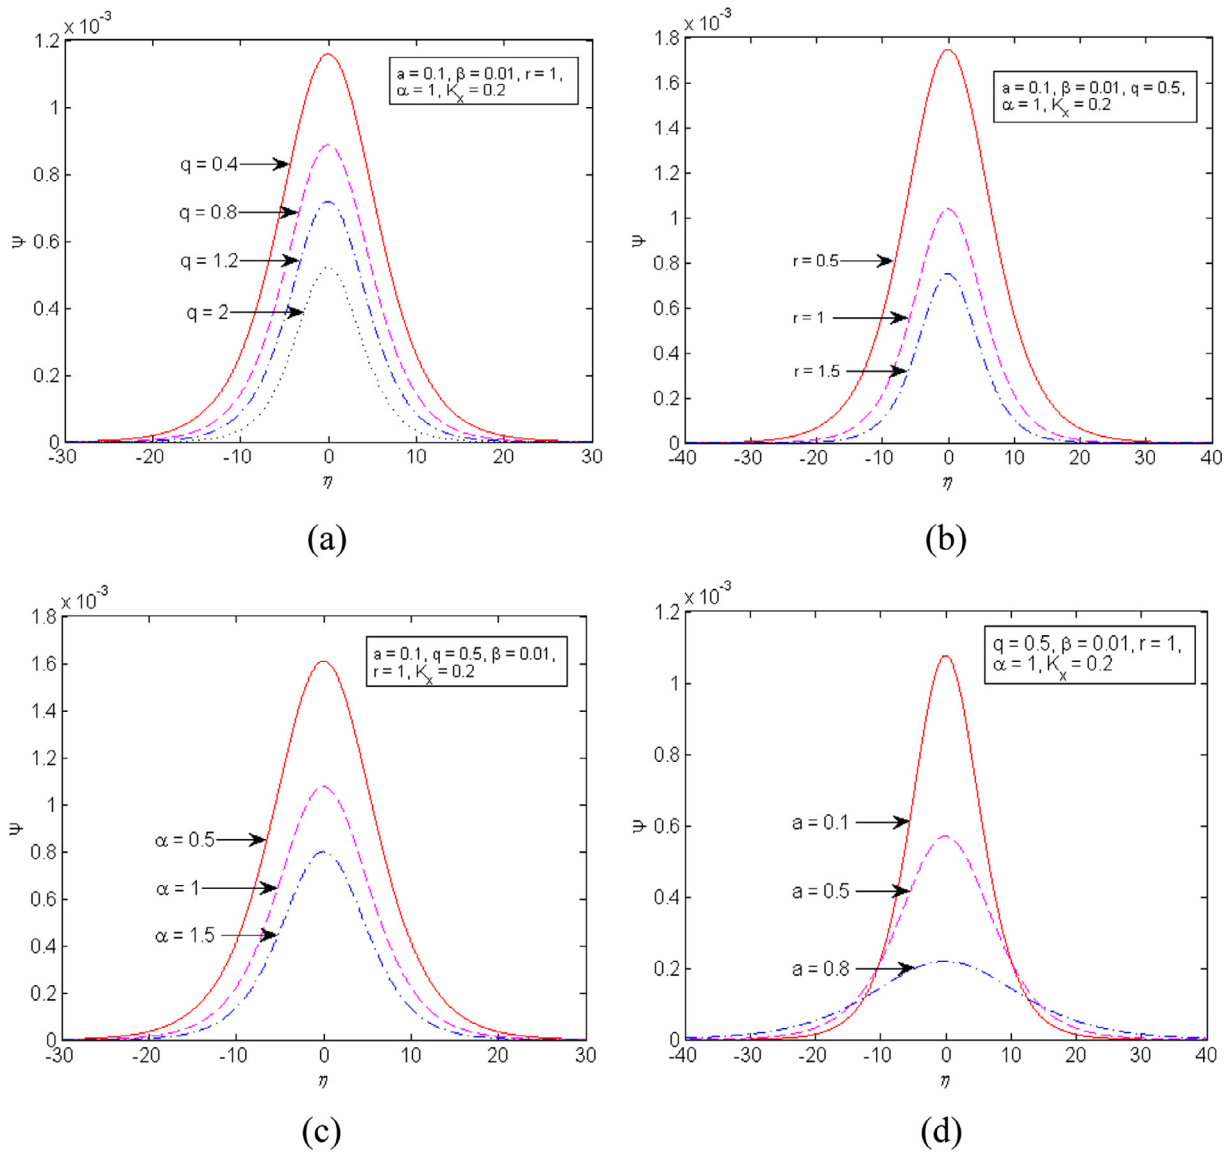 × 10⁻³
1.2
1
0.8
0.6
0.4
0.2
0
Ψ
-30 -20 -10 0 10 20 30
η
a = 0.1, β = 0.01, r = 1,
α = 1, Kₓ = 0.2
q = 0.4
q = 0.8
q = 1.2
q = 2
(a)
× 10⁻³
1.8
1.6
1.4
1.2
1
0.8
0.6
0.4
0.2
0
Ψ
-40 -30 -20 -10 0 10 20 30 40
η
a = 0.1, β = 0.01, q = 0.5,
α = 1, Kₓ = 0.2
r = 0.5
r = 1
r = 1.5
(b)
× 10⁻³
1.8
1.6
1.4
1.2
1
0.8
0.6
0.4
0.2
0
Ψ
-30 -20 -10 0 10 20 30
η
a = 0.1, q = 0.5, β = 0.01,
r = 1, Kₓ = 0.2
α = 0.5
α = 1
α = 1.5
(c)
× 10⁻³
1.2
1
0.8
0.6
0.4
0.2
0
Ψ
-40 -30 -20 -10 0 10 20 30 40
η
q = 0.5, β = 0.01, r = 1,
α = 1, Kₓ = 0.2
a = 0.1
a = 0.5
a = 0.8
(d)